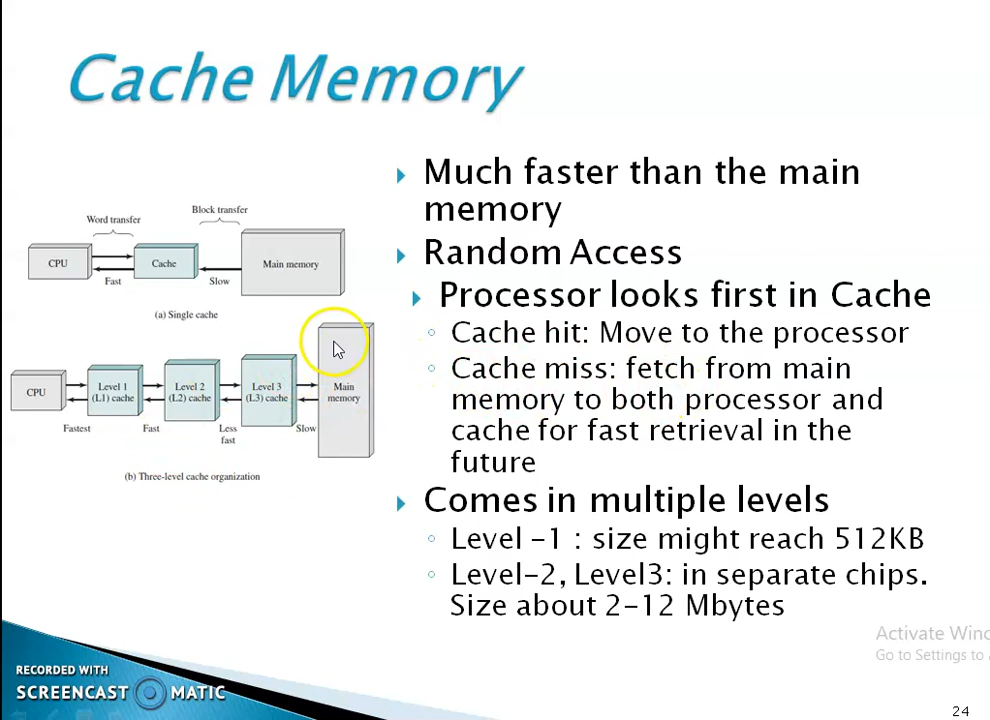 Cache Memory
Block transfer
Word transfer
CPU
Cache
Main memory
Fast
Slow
(a) Single cache
CPU
Level 1
(L1) cache
Level 2
(L2) cache
Level 3
(L3) cache
Main
memory
Fastest
Fast
Less
fast
Slow
(b) Three-level cache organization
Much faster than the main
memory
Random Access
Processor looks first in Cache
Cache hit: Move to the processor
Cache miss: fetch from main
memory to both processor and
cache for fast retrieval in the
future
Comes in multiple levels
Level -1 : size might reach 512KB
Level-2, Level3: in separate chips.
Size about 2-12 Mbytes
Activate Wind
Go to Settings to
RECORDED WITH
SCREENCAST MATIC
24